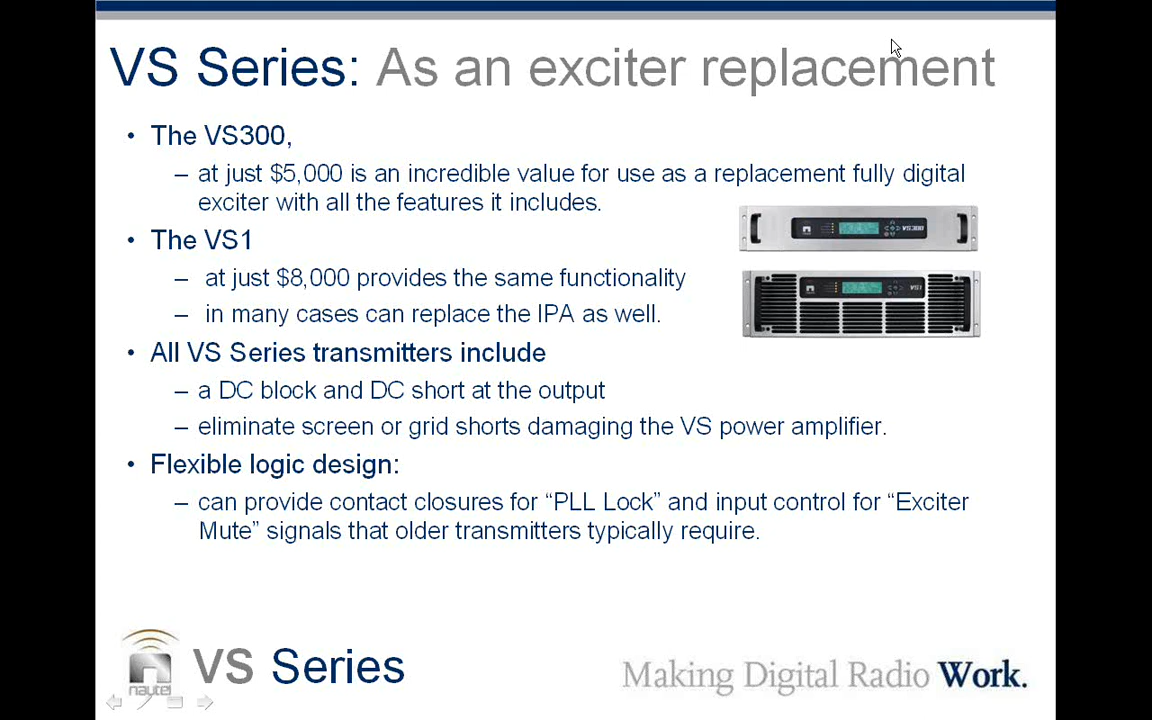 VS Series: As an exciter replacement
• The VS300,
– at just $5,000 is an incredible value for use as a replacement fully digital
exciter with all the features it includes.
VS300
• The VS1
VS1
– at just $8,000 provides the same functionality
– in many cases can replace the IPA as well.
• All VS Series transmitters include
– a DC block and DC short at the output
– eliminate screen or grid shorts damaging the VS power amplifier.
• Flexible logic design:
– can provide contact closures for “PLL Lock” and input control for “Exciter
Mute” signals that older transmitters typically require.
nautel
VS Series
Making Digital Radio Work.